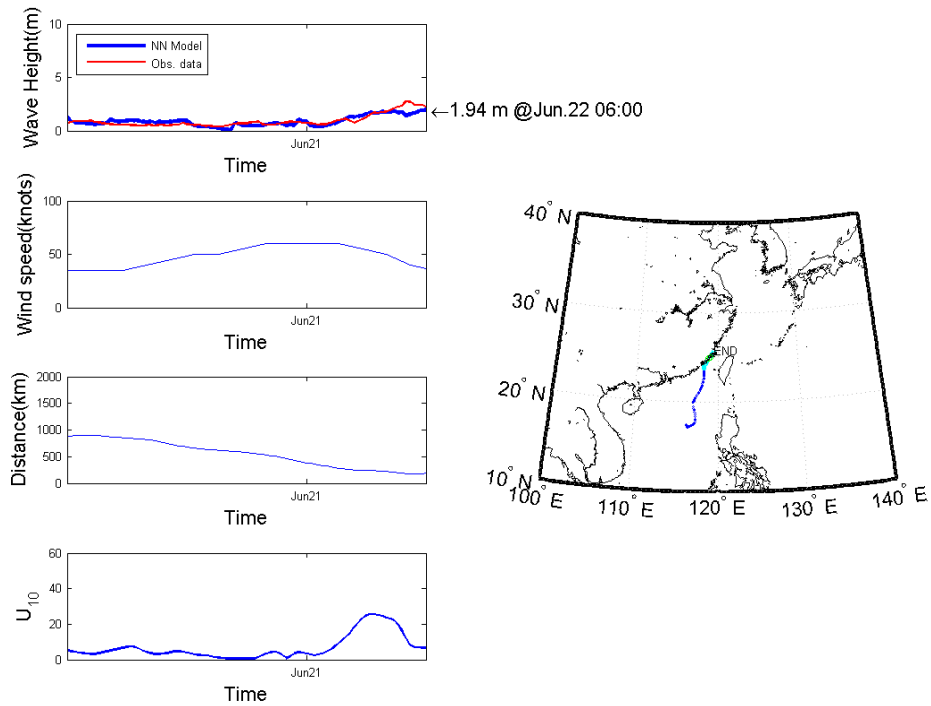 10
5
0
Wave Height(m)
NN Model
Obs. data
Jun21
Time
←1.94 m @Jun.22 06:00
100
50
0
Wind speed(knots)
Jun21
Time
2000
1500
1000
500
0
Distance(km)
Jun21
Time
60
40
20
0
U10
Jun21
Time
40° N
30° N
20° N
10° N
100° E
110° E
120° E
130° E
140° E
END